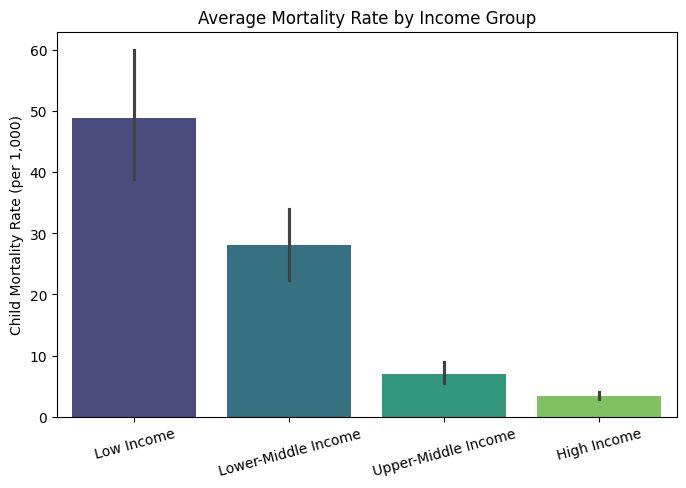 Average Mortality Rate by Income Group
Child Mortality Rate (per 1,000)
60
50
40
30
20
10
0
Low Income
Lower-Middle Income
Upper-Middle Income
High Income